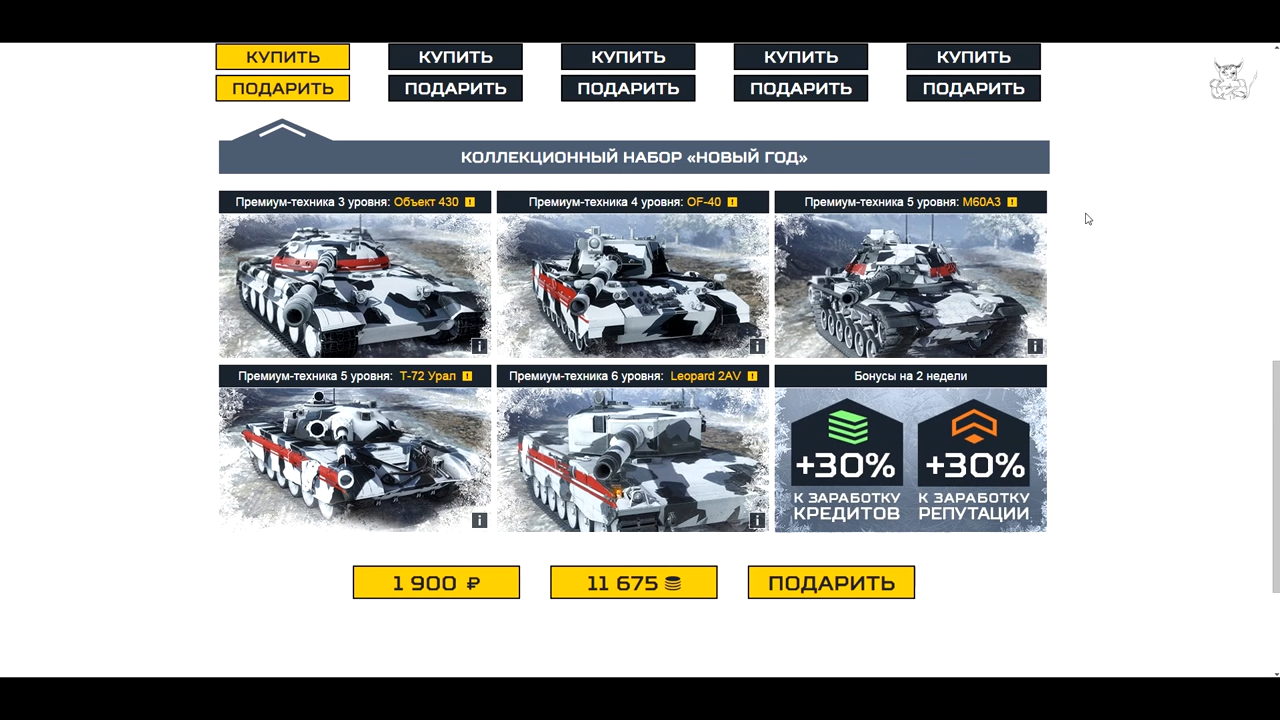 КУПИТЬ КУПИТЬ КУПИТЬ КУПИТЬ КУПИТЬ
ПОДАРИТЬ ПОДАРИТЬ ПОДАРИТЬ ПОДАРИТЬ ПОДАРИТЬ
КОЛЛЕКЦИОННЫЙ НАБОР «НОВЫЙ ГОД»
Премиум-техника 3 уровня: Объект 430 !
Премиум-техника 4 уровня: OF-40 !
Премиум-техника 5 уровня: M60A3 !
i
i
i
Премиум-техника 5 уровня: Т-72 Урал !
Премиум-техника 6 уровня: Leopard 2AV !
Бонусы на 2 недели
+30% +30%
К ЗАРАБОТКУ К ЗАРАБОТКУ
КРЕДИТОВ РЕПУТАЦИИ
i
i
1 900 ₽ 11 675 ПОДАРИТЬ